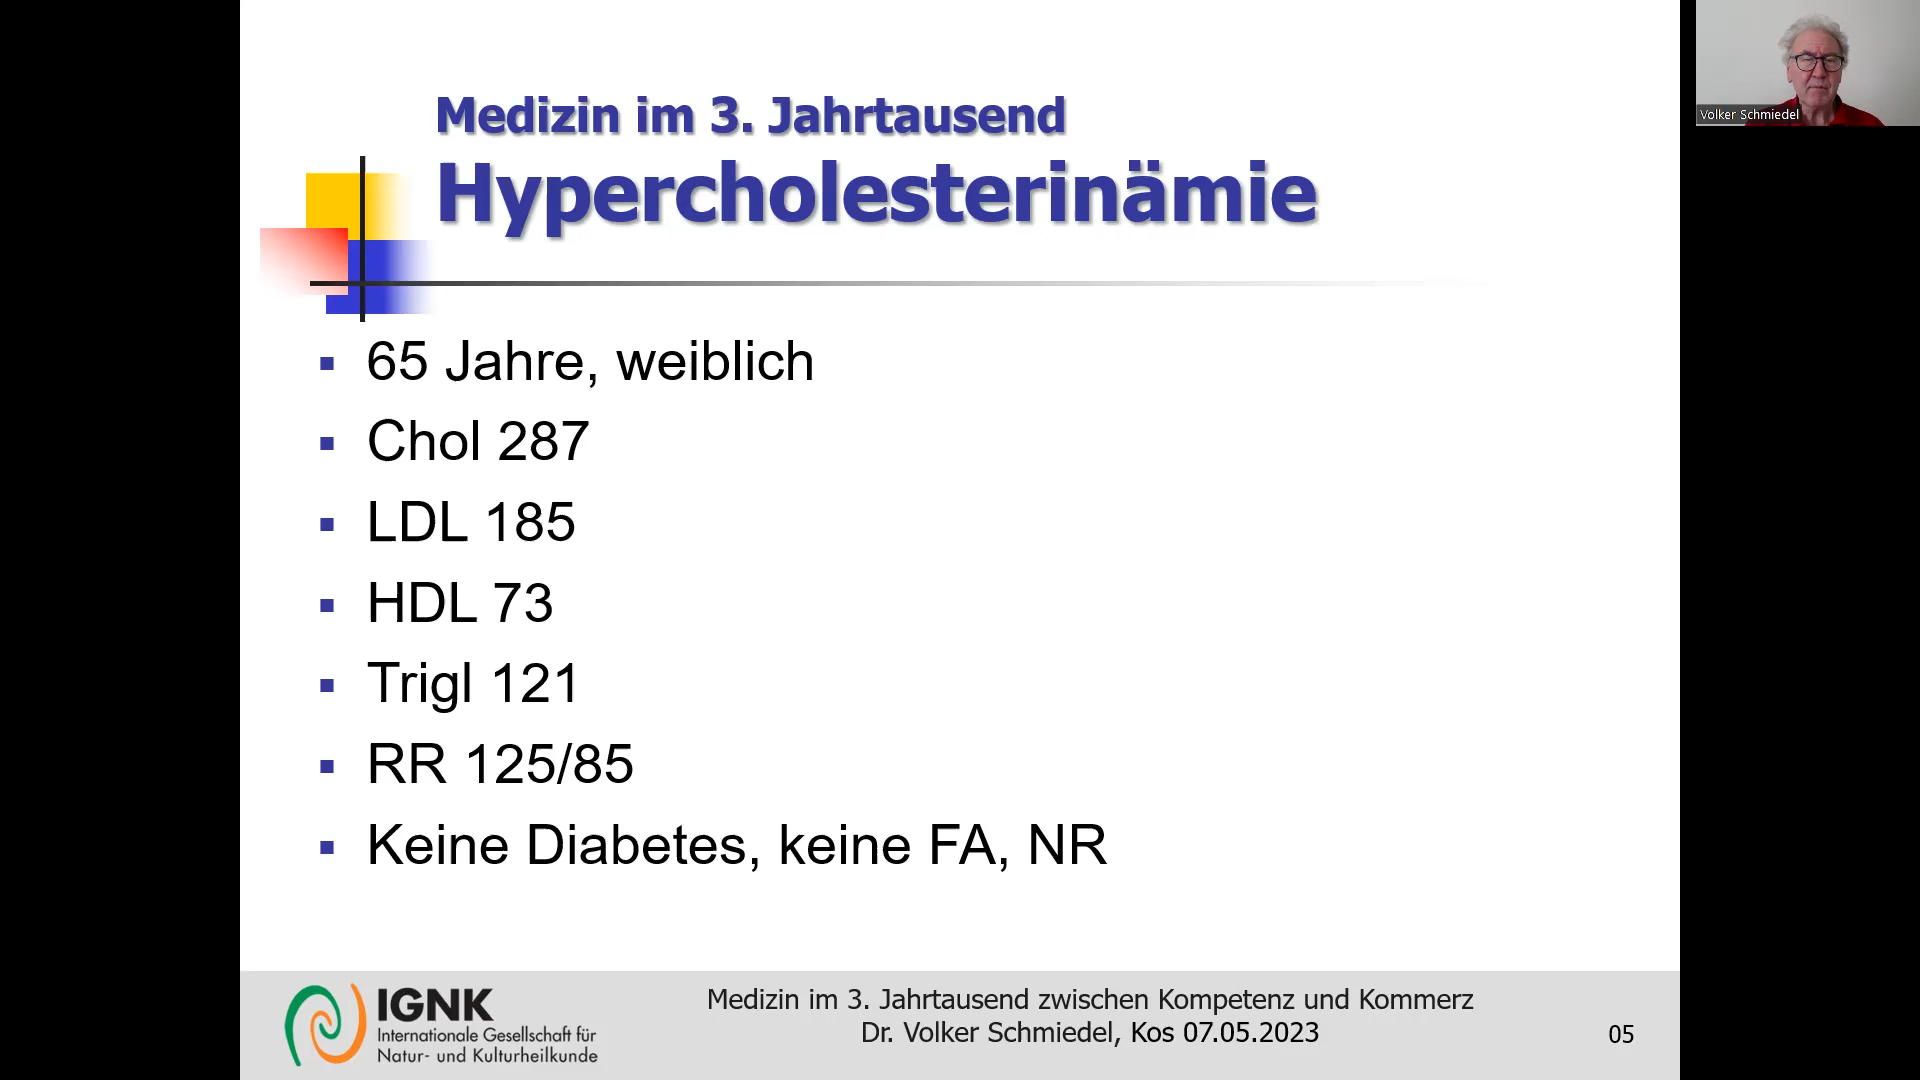 Medizin im 3. Jahrtausend
Hypercholesterinämie
Volker Schmiedel
65 Jahre, weiblich
Chol 287
LDL 185
HDL 73
Trigl 121
RR 125/85
Keine Diabetes, keine FA, NR
IGNK
Internationale Gesellschaft für
Natur- und Kulturheilkunde
Medizin im 3. Jahrtausend zwischen Kompetenz und Kommerz
Dr. Volker Schmiedel, Kos 07.05.2023
05